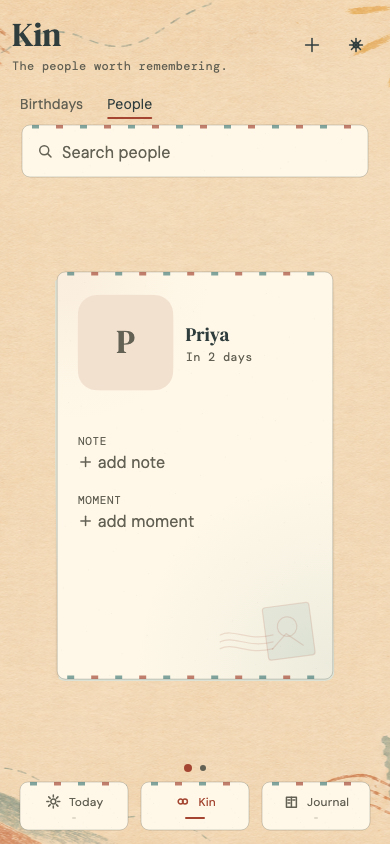 Kin
The people worth remembering.
Birthdays
People
Search people
P
Priya
In 2 days
NOTE
+ add note
MOMENT
+ add moment
Today
Kin
Journal